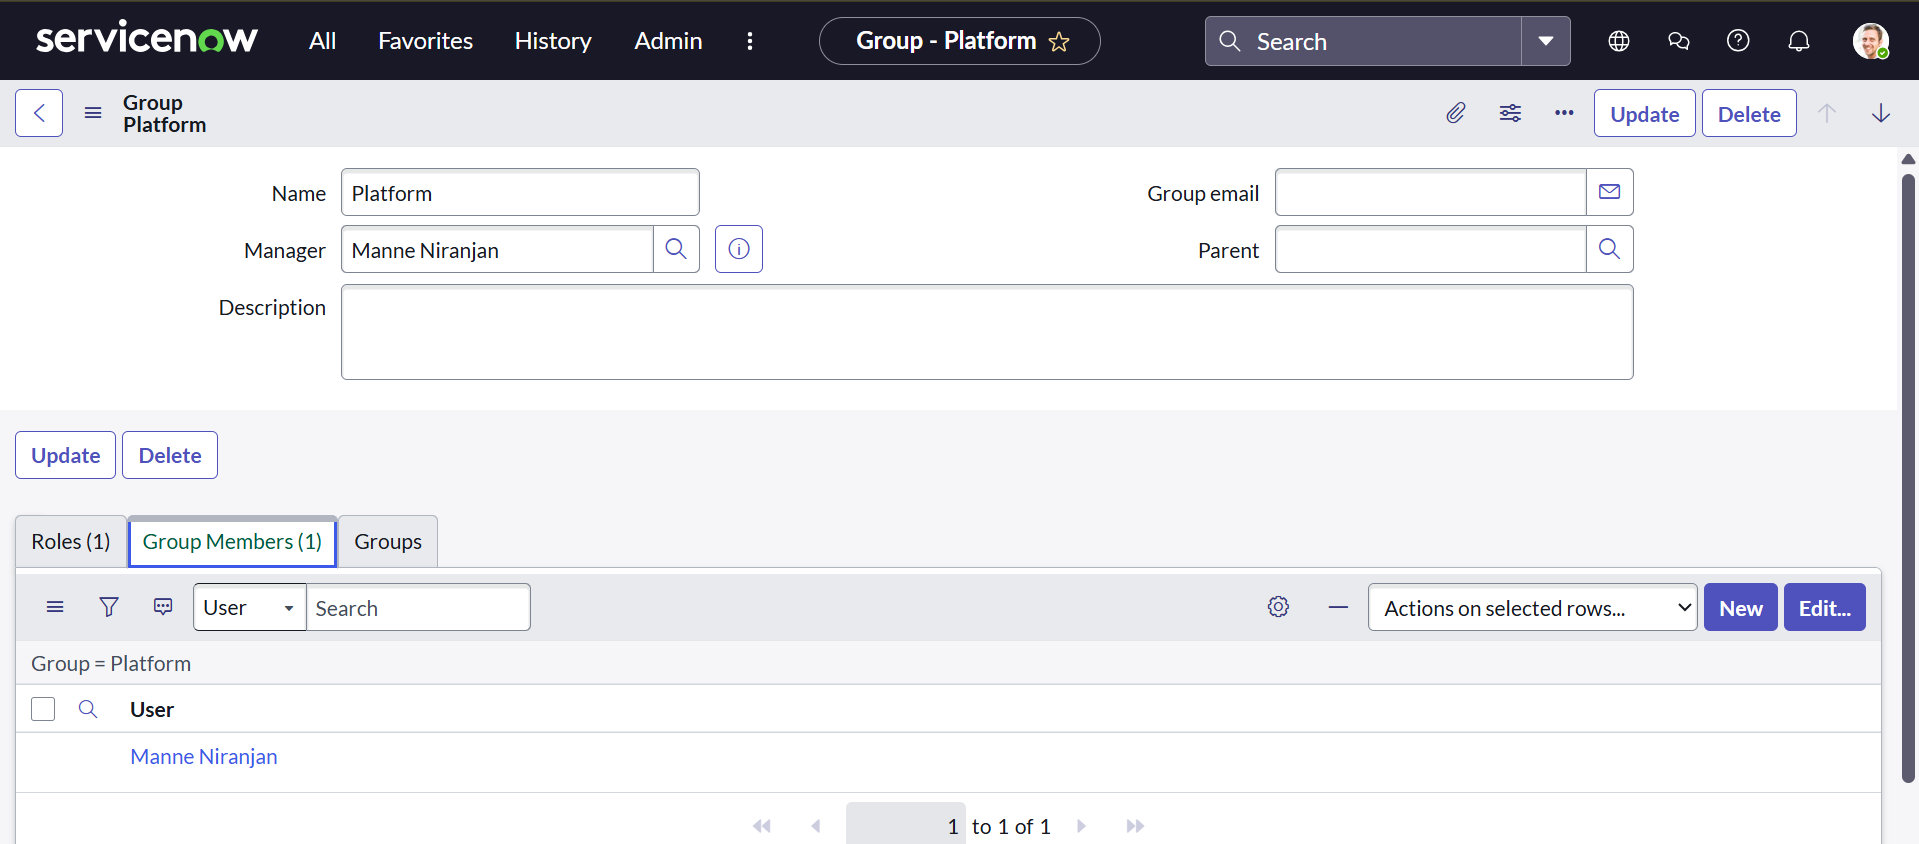 servicenow All Favorites History Admin Group - Platform Search
Group
Platform
Update Delete
Name Platform Group email
Manager Manne Niranjan Parent
Description
Update Delete
Roles (1) Group Members (1) Groups
User Search Actions on selected rows... New Edit...
Group = Platform
User
Manne Niranjan
1 to 1 of 1